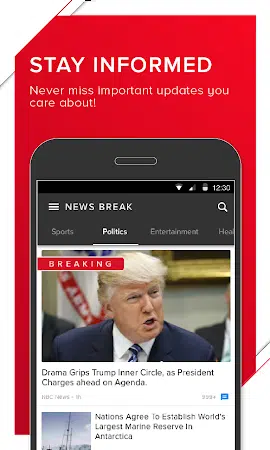 STAY INFORMED
Never miss important updates you
care about!
12:30
NEWS BREAK
Sports Politics Entertainment Heal
BREAKING
Drama Grips Trump Inner Circle, as President
Charges ahead on Agenda.
NBC News - 1h 999+
Nations Agree To Establish World's
Largest Marine Reserve In
Antarctica